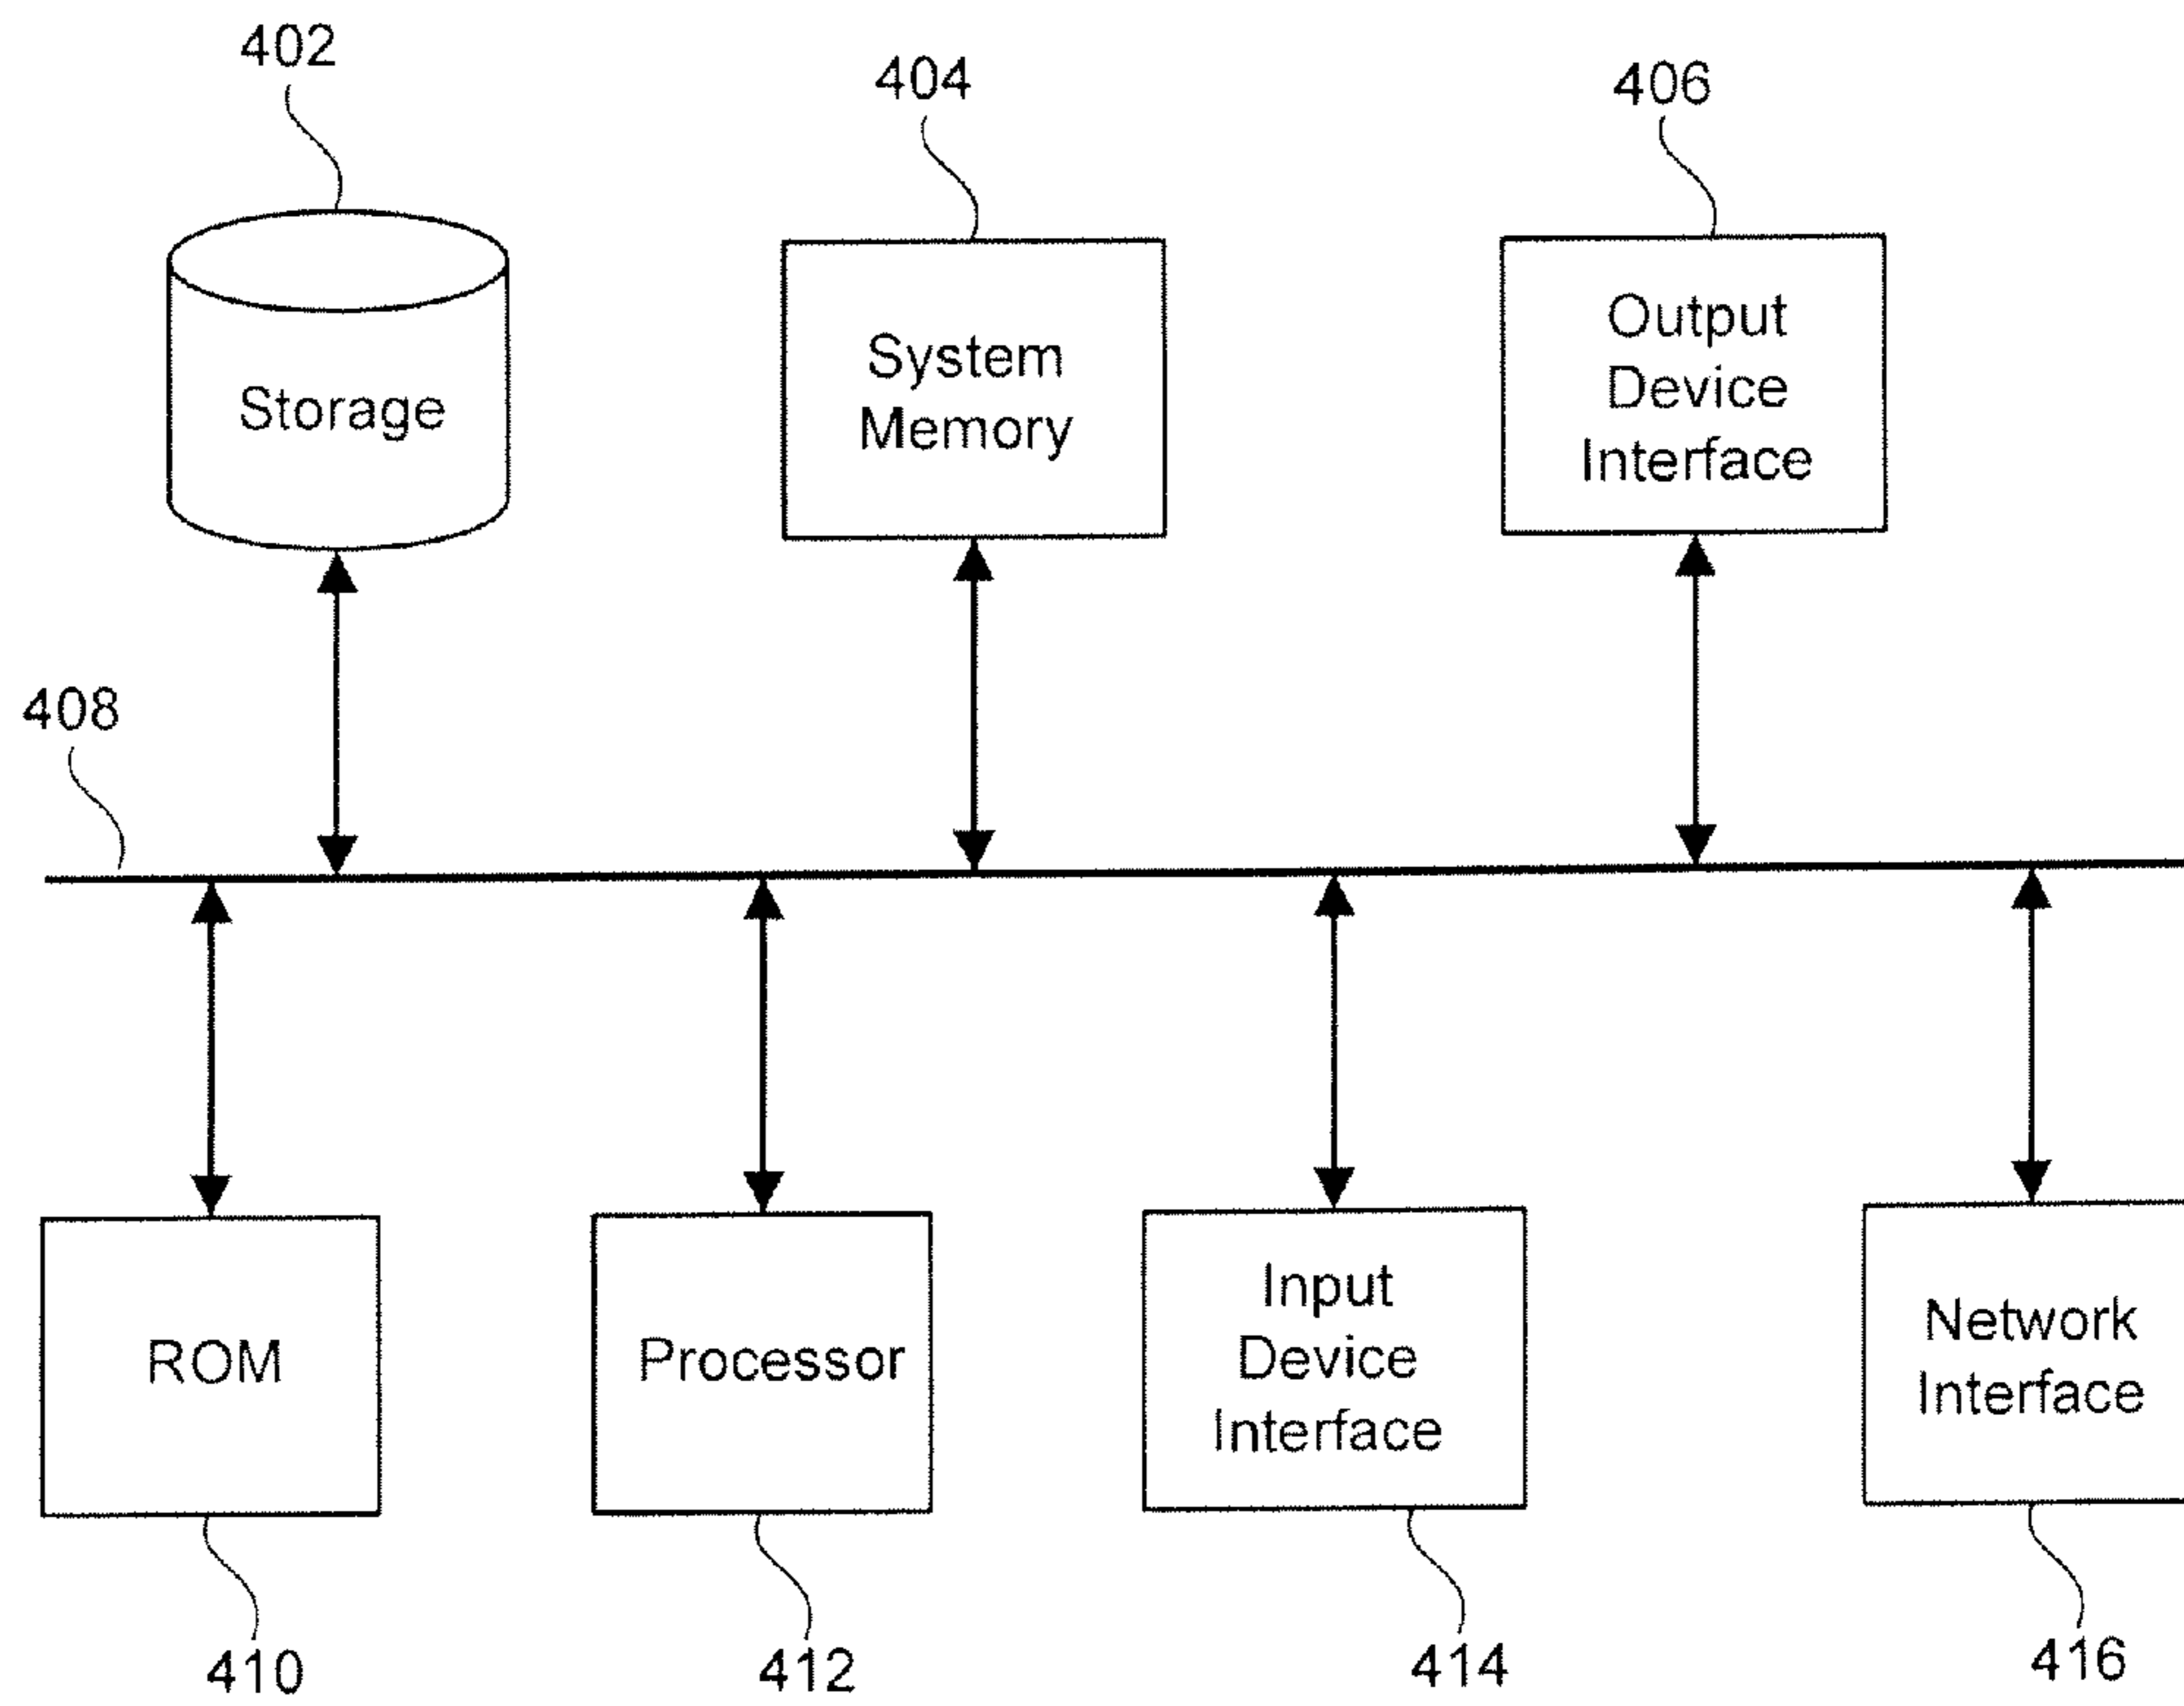 402
404
406
Storage
System
Memory
Output
Device
Interface
408
ROM
Processor
Input
Device
Interface
Network
Interface
410
412
414
416